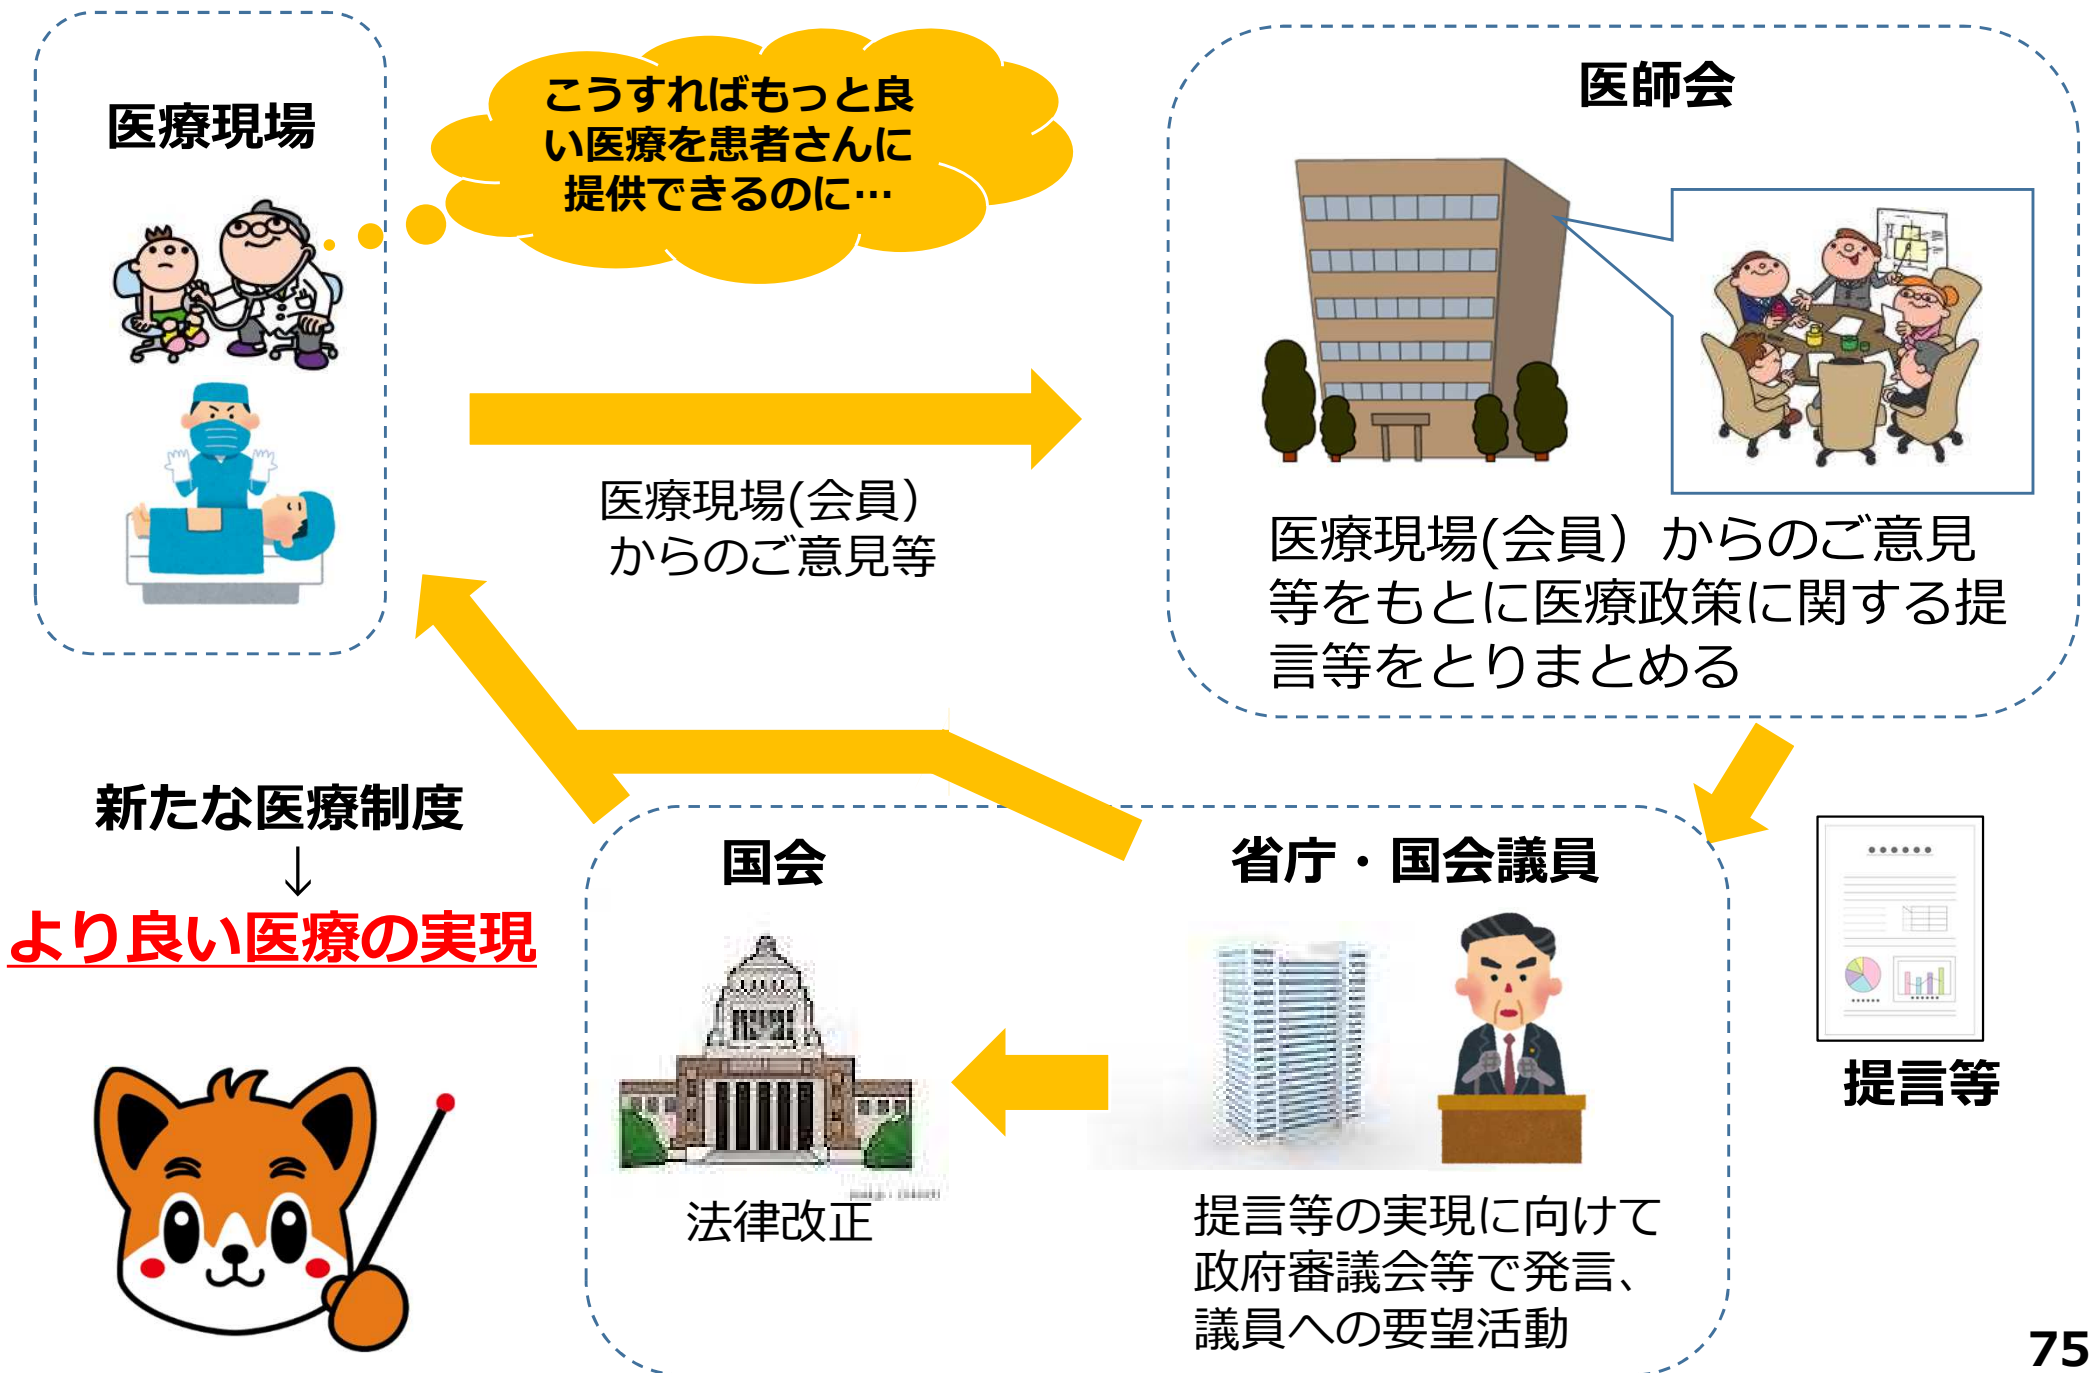 医療現場
こうすればもっと良
い医療を患者さんに
提供できるのに…
医師会
医療現場(会員）
からのご意見等
医療現場(会員）からのご意見
等をもとに医療政策に関する提
言等をとりまとめる
新たな医療制度
↓
より良い医療の実現
国会
省庁・国会議員
提言等
法律改正
提言等の実現に向けて
政府審議会等で発言、
議員への要望活動
75